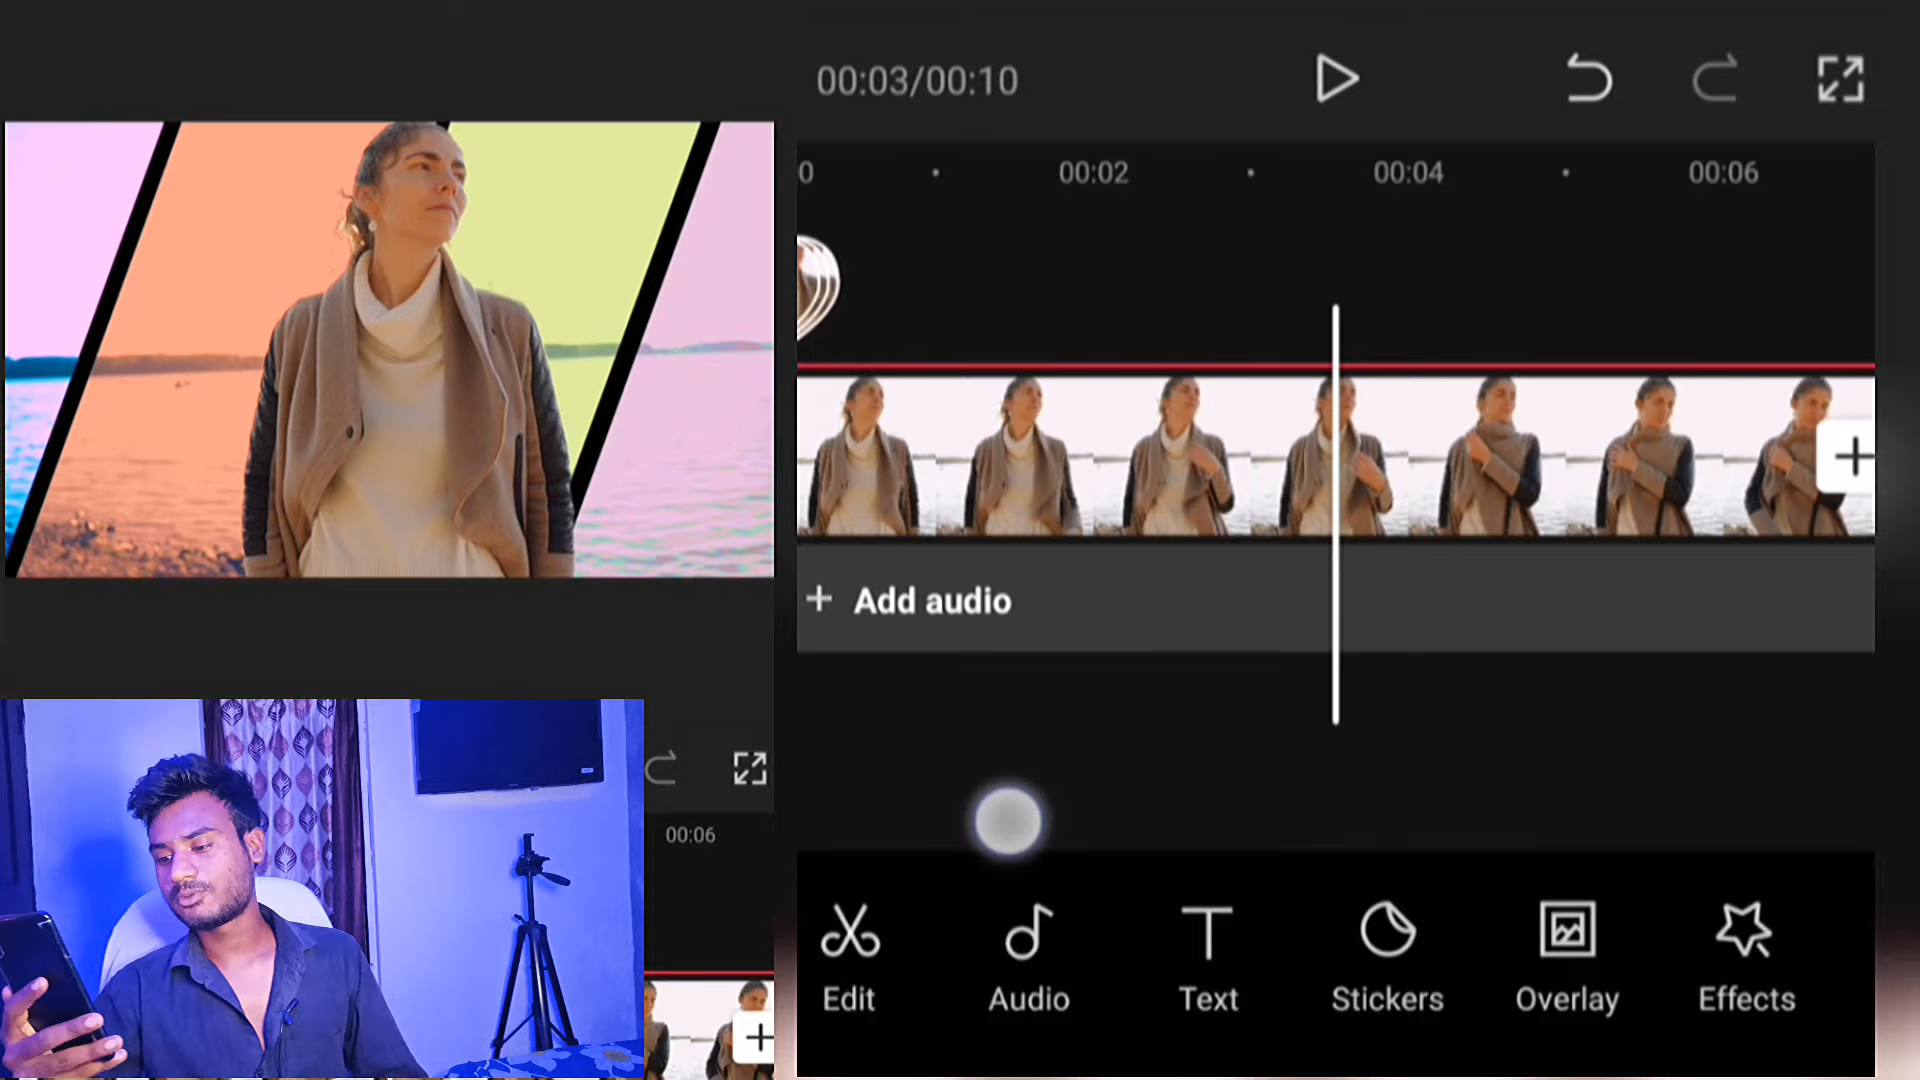 00:03/00:10
0 00:02 00:04 00:06
+ Add audio
00:06
Edit Audio Text Stickers Overlay Effects